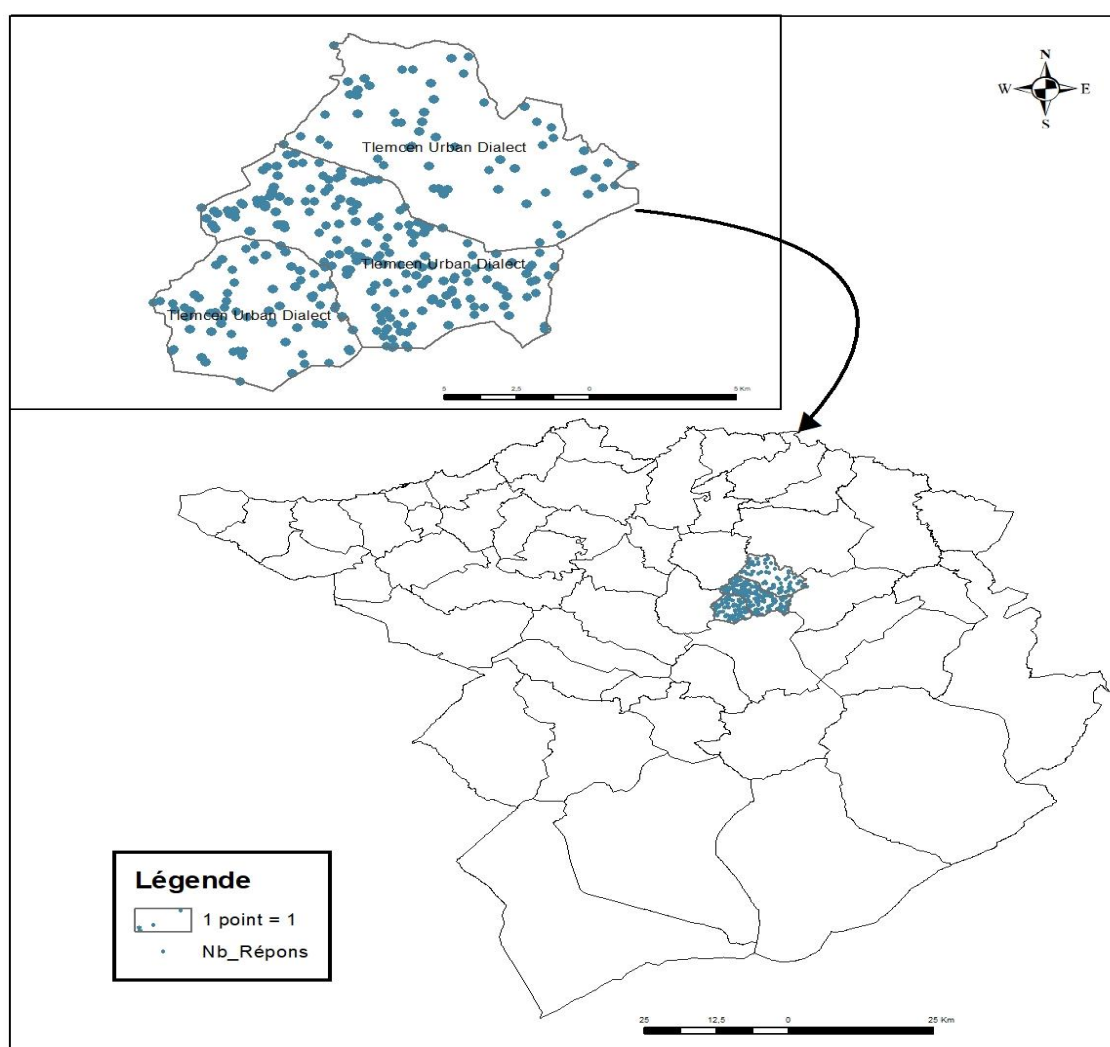 N
W E
S
Tlemcen Urban Dialect
Tlemcen Urban Dialect
Tlemcen Urban Dialect
5 2,5 0 5 Km
Légende
1 point = 1
Nb_Répons
25 12,5 0 25 Km